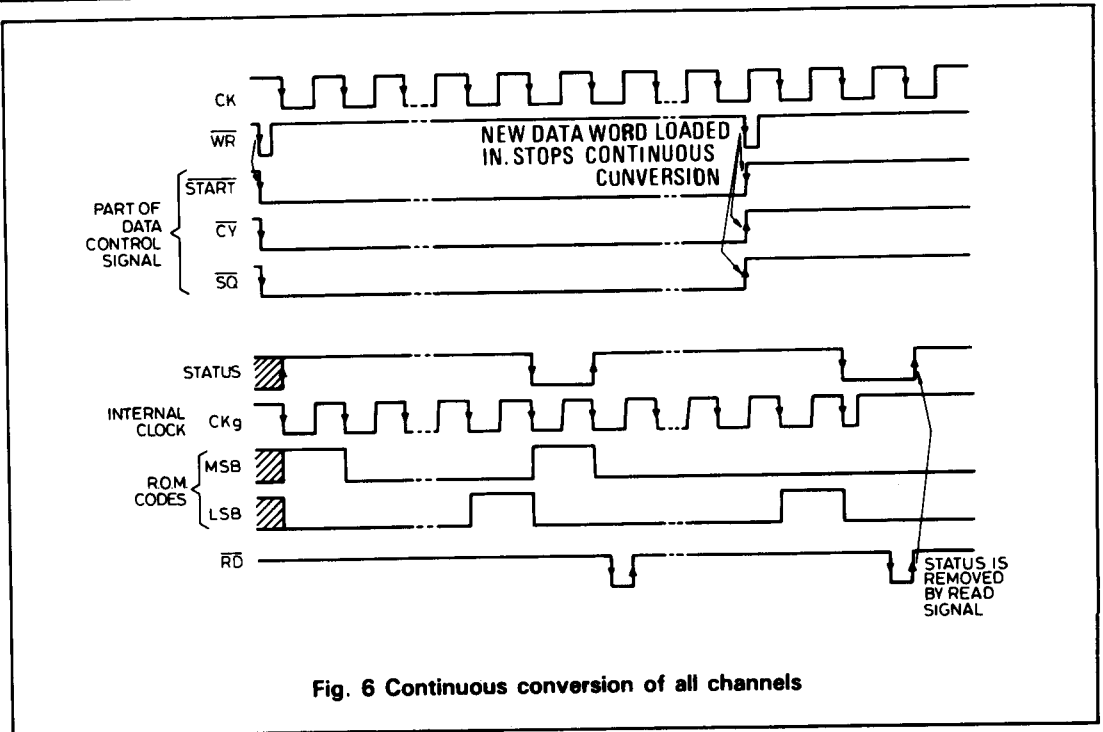 CK
WR
NEW DATA WORD LOADED
IN. STOPS CONTINUOUS
CUNVERSION
START
PART OF
DATA
CONTROL
SIGNAL
CY
SQ
STATUS
INTERNAL
CLOCK
CKg
MSB
R.O.M.
CODES
LSB
RD
STATUS IS
REMOVED
BY READ
SIGNAL
Fig. 6 Continuous conversion of all channels